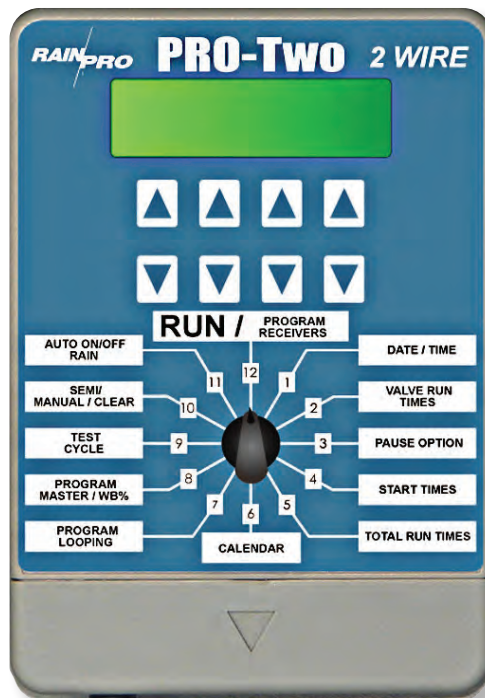 RAIN PRO PRO-Two 2 WIRE
RUN / PROGRAM
RECEIVERS
AUTO ON/OFF
RAIN
DATE / TIME
SEMI/
MANUAL / CLEAR
VALVE RUN
TIMES
TEST
CYCLE
PAUSE OPTION
PROGRAM
MASTER / WB%
START TIMES
PROGRAM
LOOPING
CALENDAR
TOTAL RUN TIMES
12
11
1
10
2
9
3
8
4
7
5
6